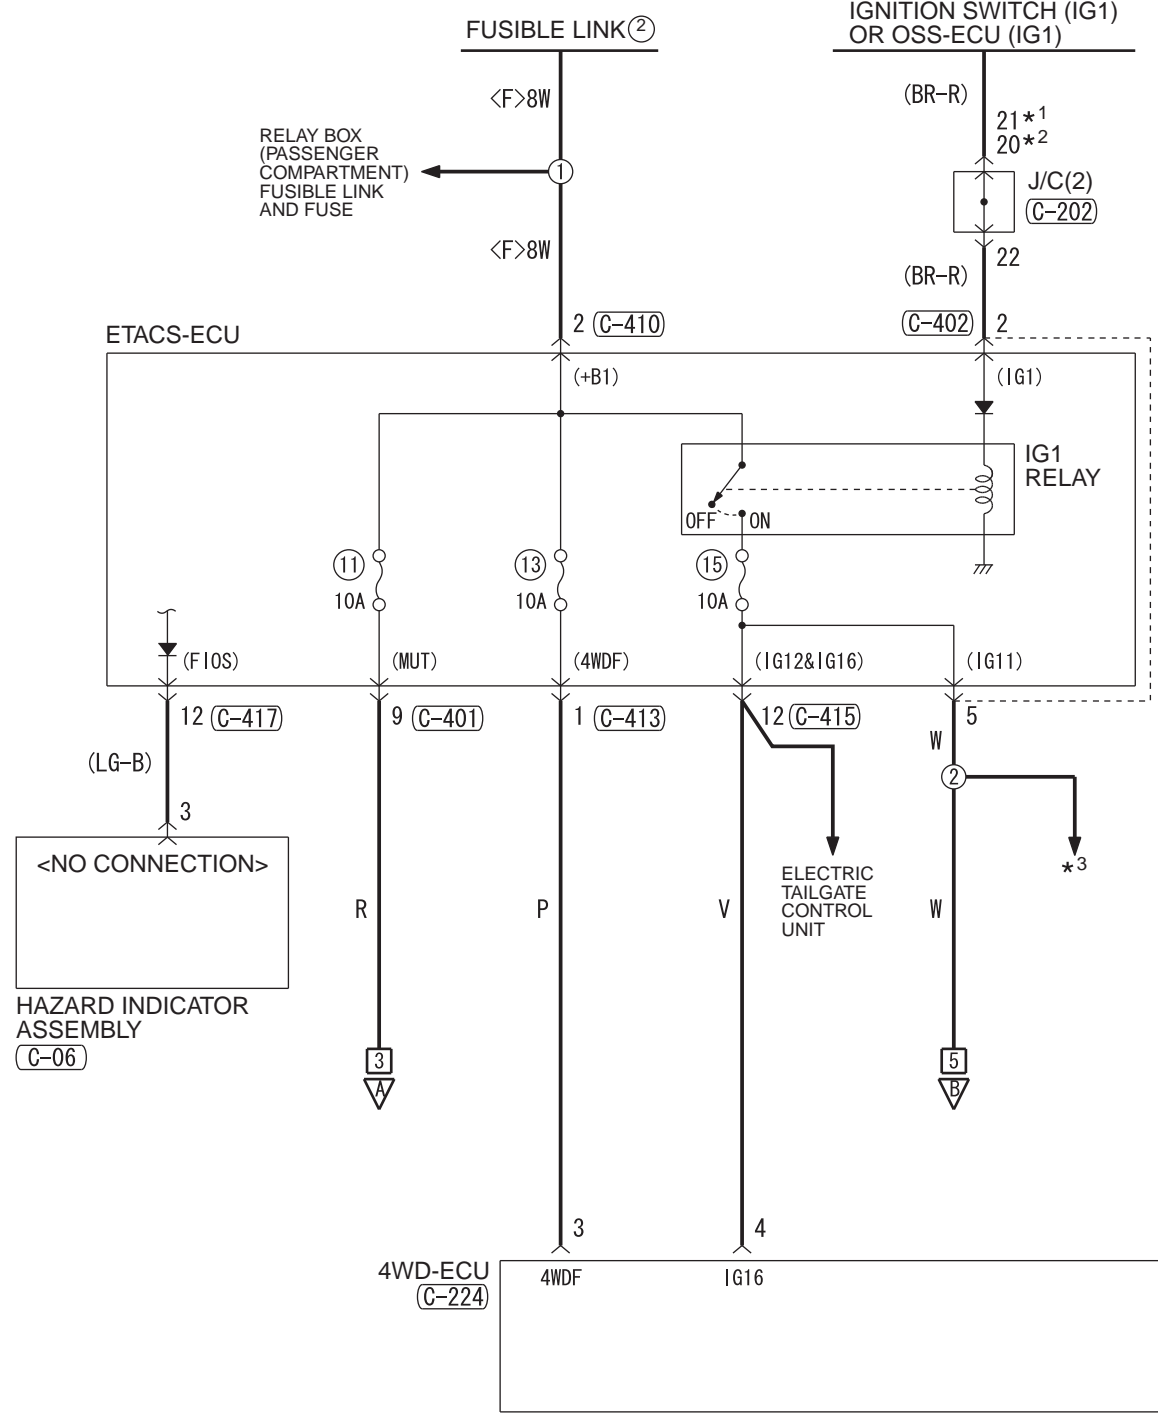 FUSIBLE LINK ②
IGNITION SWITCH (IG1)
OR OSS-ECU (IG1)
<F>8W
(BR-R)
21*1
20*2
RELAY BOX
(PASSENGER
COMPARTMENT)
FUSIBLE LINK
AND FUSE
1
J/C(2)
C-202
<F>8W
22
(BR-R)
2 C-410
C-402 2
ETACS-ECU
(+B1)
(IG1)
IG1
RELAY
OFF ON
11
10A
13
10A
15
10A
(FIOS)
(MUT)
(4WDF)
(IG12&IG16)
(IG11)
12 C-417
9 C-401
1 C-413
12 C-415
5
(LG-B)
W
2
3
<NO CONNECTION>
*3
ELECTRIC
TAILGATE
CONTROL
UNIT
R
P
V
W
HAZARD INDICATOR
ASSEMBLY
C-06
3
A
5
B
3
4
4WD-ECU
C-224
4WDF
IG16